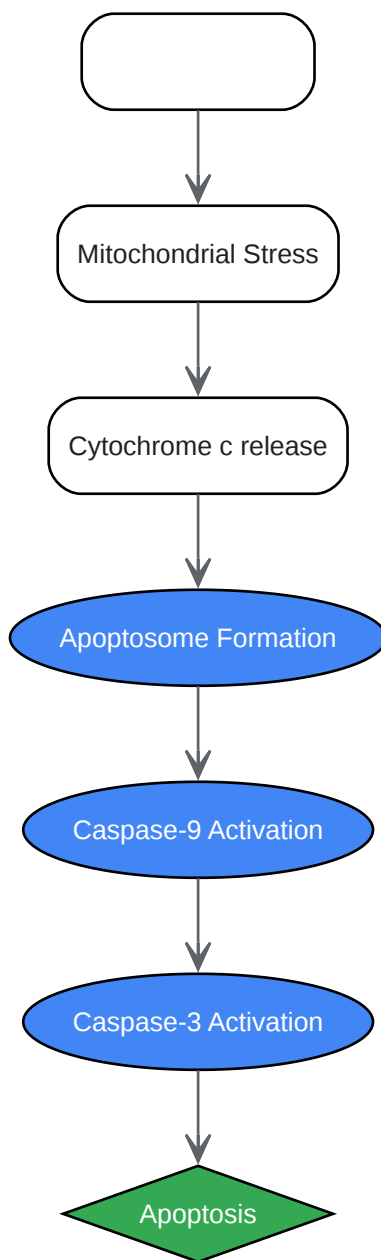 Mitochondrial Stress
Cytochrome c release
Apoptosome Formation
Caspase-9 Activation
Caspase-3 Activation
Apoptosis